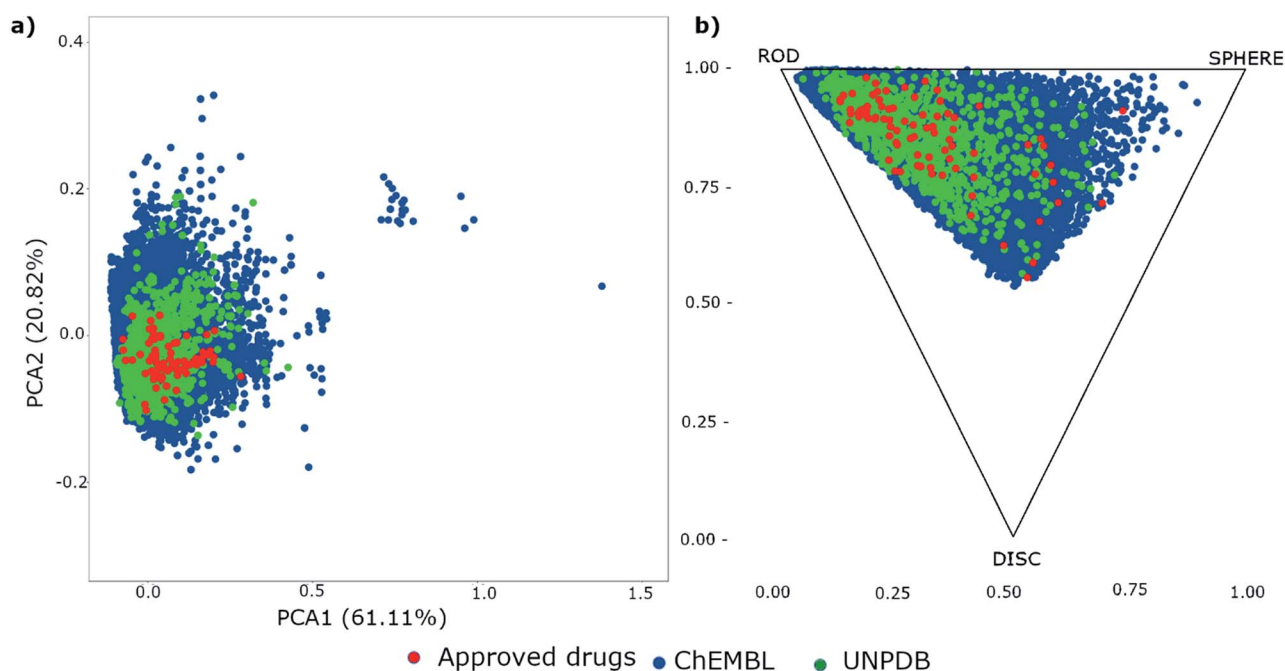 a)
0.4
0.2
0.0
-0.2
PCA2 (20.82%)
0.0 0.5 1.0 1.5
PCA1 (61.11%)
b)
ROD SPHERE
1.00 -
0.75 -
0.50 -
0.25 -
0.00 -
DISC
0.00 0.25 0.50 0.75 1.00
Approved drugs ChEMBL UNPDB